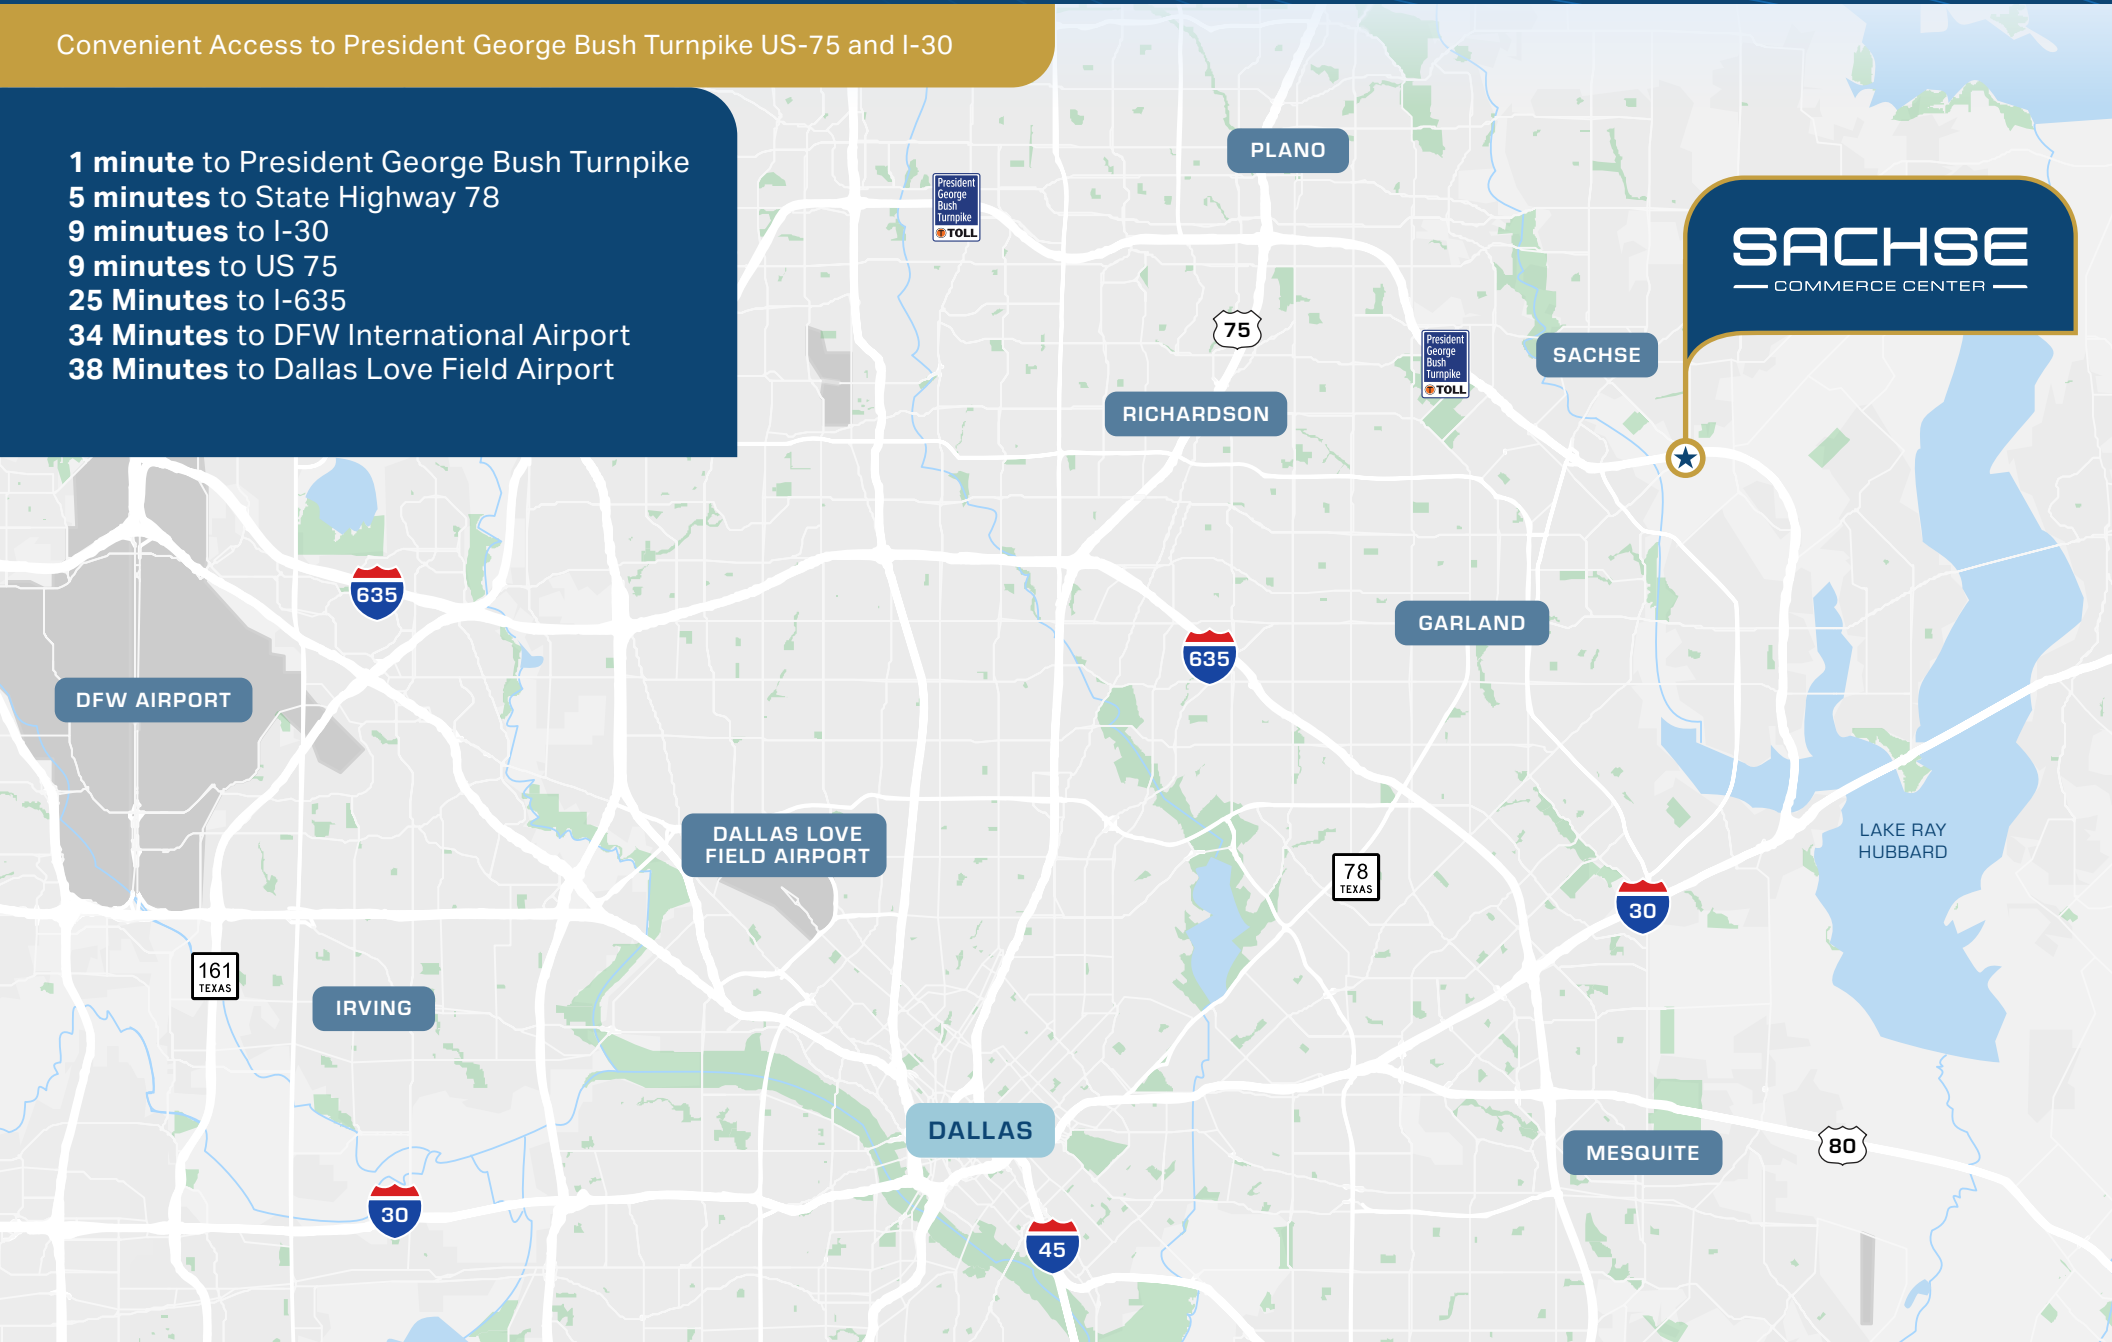 Convenient Access to President George Bush Turnpike US-75 and I-30
1 minute to President George Bush Turnpike
5 minutes to State Highway 78
9 minutues to I-30
9 minutes to US 75
25 Minutes to I-635
34 Minutes to DFW International Airport
38 Minutes to Dallas Love Field Airport
PLANO
President
George
Bush
Turnpike
TOLL
SACHSE
COMMERCE CENTER
75
President
George
Bush
Turnpike
TOLL
SACHSE
RICHARDSON
635
GARLAND
635
DFW AIRPORT
DALLAS LOVE
FIELD AIRPORT
LAKE RAY
HUBBARD
78
TEXAS
30
161
TEXAS
IRVING
DALLAS
MESQUITE
80
30
45